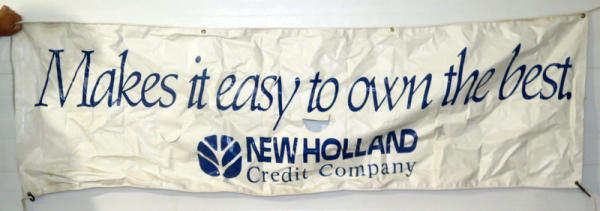 Makes it easy to own the best.
NEW HOLLAND
Credit Company